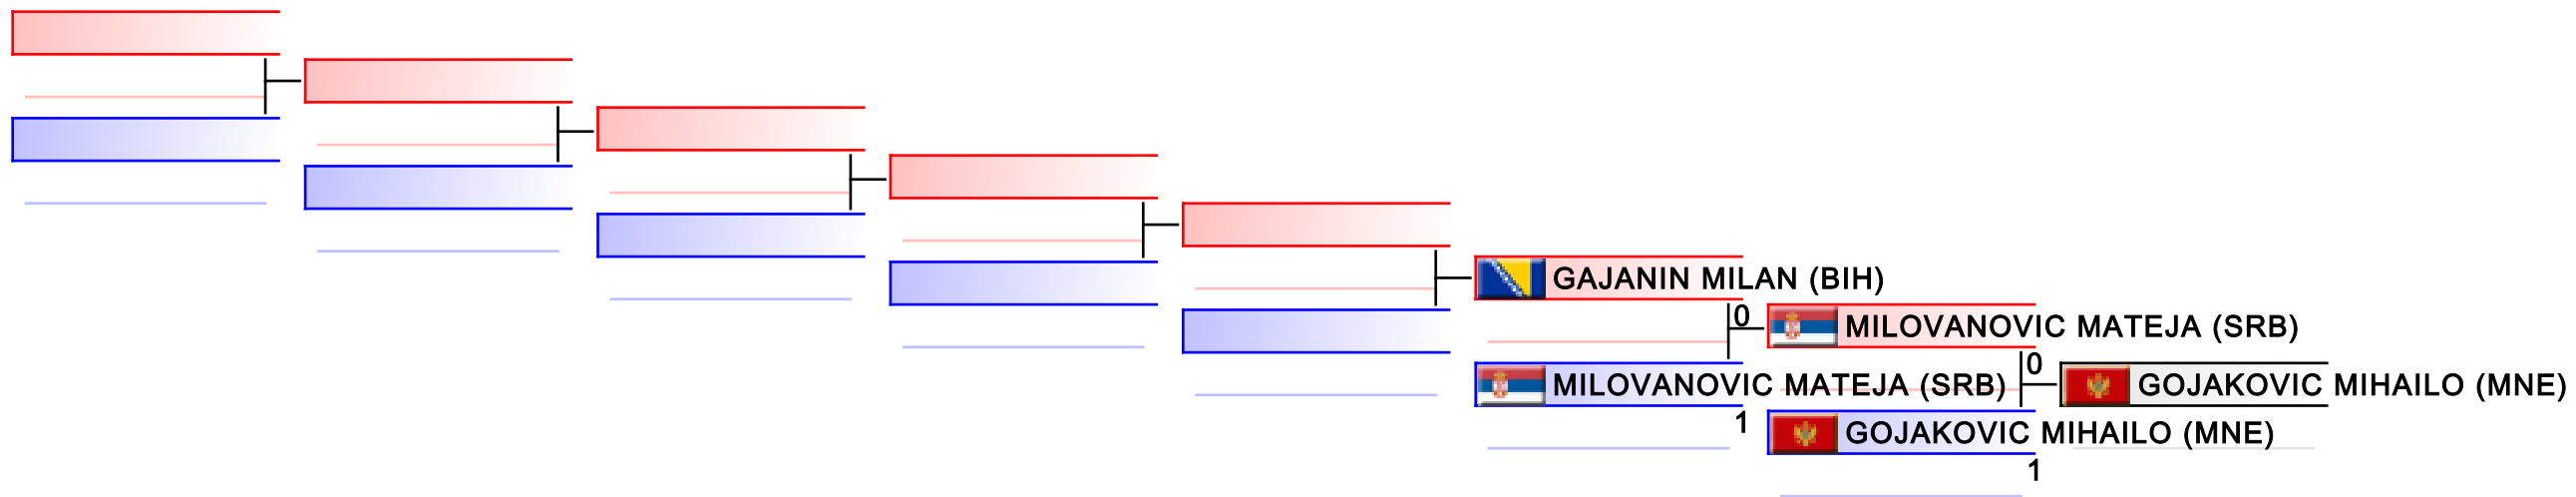 GAJANIN MILAN (BIH)
0
MILOVANOVIC MATEJA (SRB)
MILOVANOVIC MATEJA (SRB)
1
0
GOJAKOVIC MIHAILO (MNE)
GOJAKOVIC MIHAILO (MNE)
1